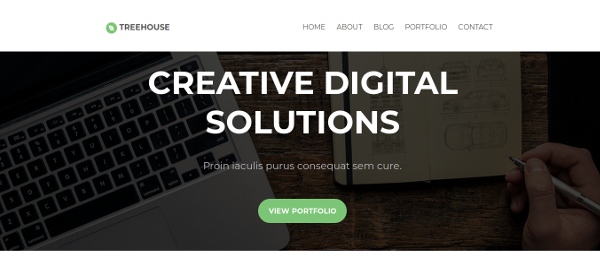 TREEHOUSE
HOME ABOUT BLOG PORTFOLIO CONTACT
CREATIVE DIGITAL
SOLUTIONS
Proin iaculis purus consequat sem cure.
VIEW PORTFOLIO